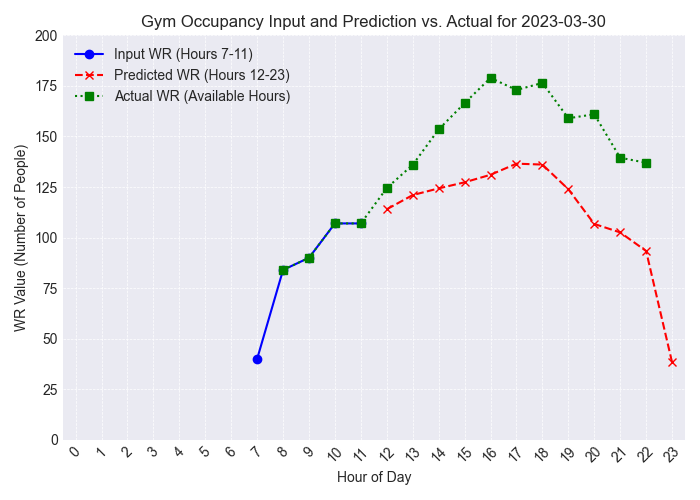 Gym Occupancy Input and Prediction vs. Actual for 2023-03-30
Input WR (Hours 7-11)
Predicted WR (Hours 12-23)
Actual WR (Available Hours)
WR Value (Number of People)
200
175
150
125
100
75
50
25
0
0 1 2 3 4 5 6 7 8 9 10 11 12 13 14 15 16 17 18 19 20 21 22 23
Hour of Day